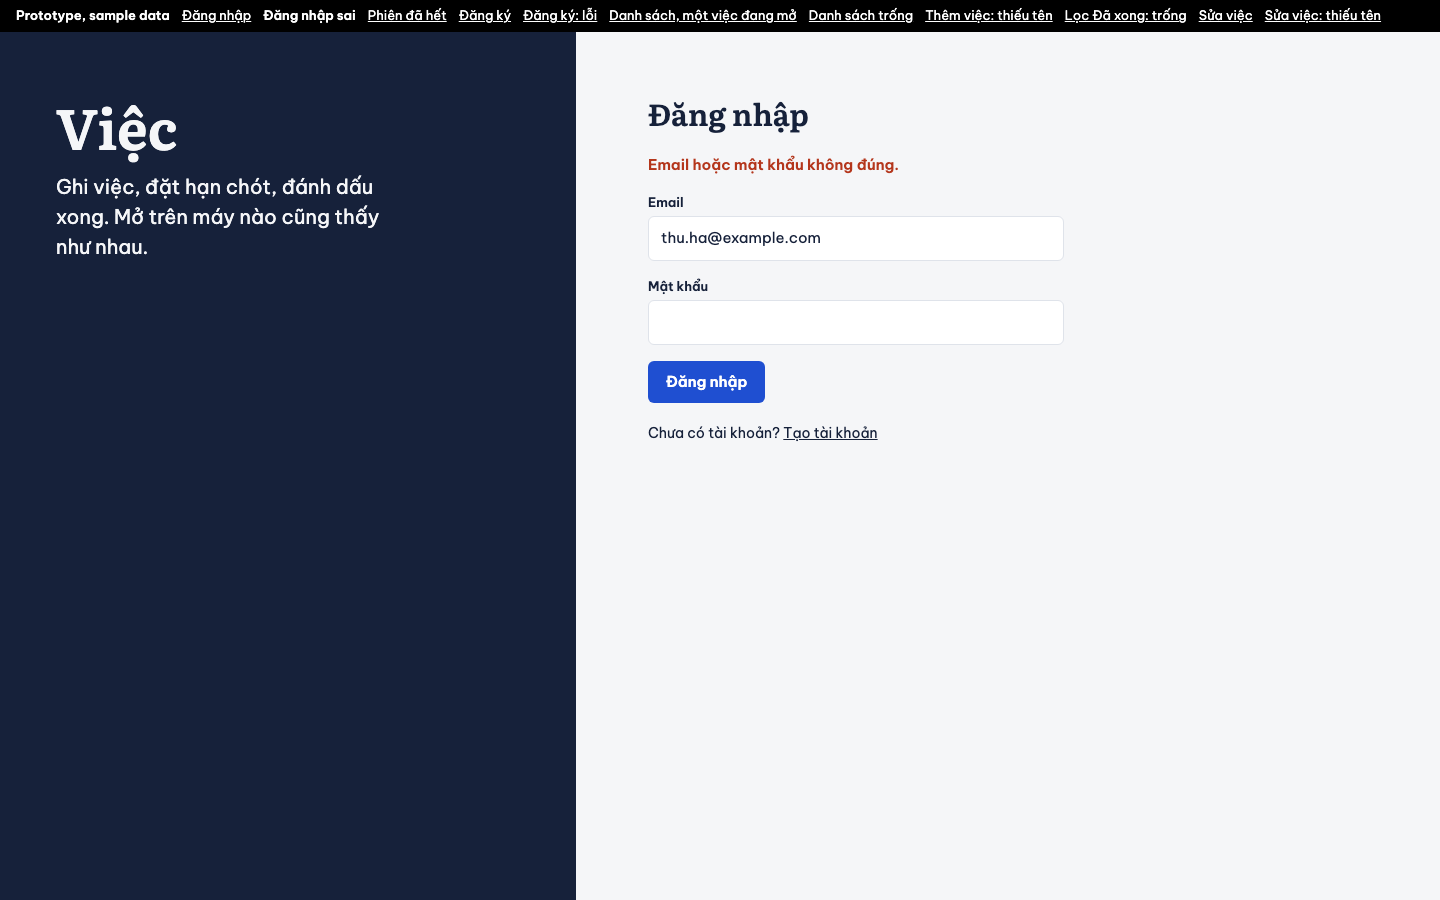 Prototype, sample data Đăng nhập Đăng nhập sai Phiên đã hết Đăng ký Đăng ký: lỗi Danh sách, một việc đang mở Danh sách trống Thêm việc: thiếu tên Lọc Đã xong: trống Sửa việc Sửa việc: thiếu tên
Việc
Ghi việc, đặt hạn chót, đánh dấu
xong. Mở trên máy nào cũng thấy
như nhau.
Đăng nhập
Email hoặc mật khẩu không đúng.
Email
thu.ha@example.com
Mật khẩu
Đăng nhập
Chưa có tài khoản? Tạo tài khoản